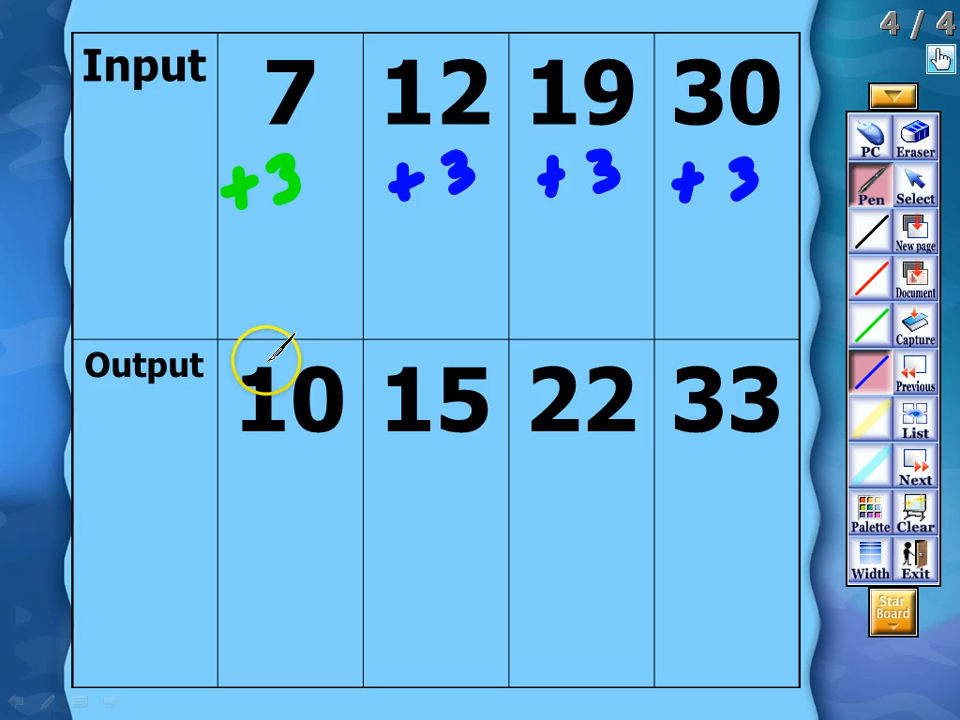 4 / 4
Input 7 12 19 30
+3 +3 +3 +3
Output 10 15 22 33
PC Eraser
Pen Select
New page
Document
Capture
Previous
List
Next
Palette Clear
Width Exit
Star
Board